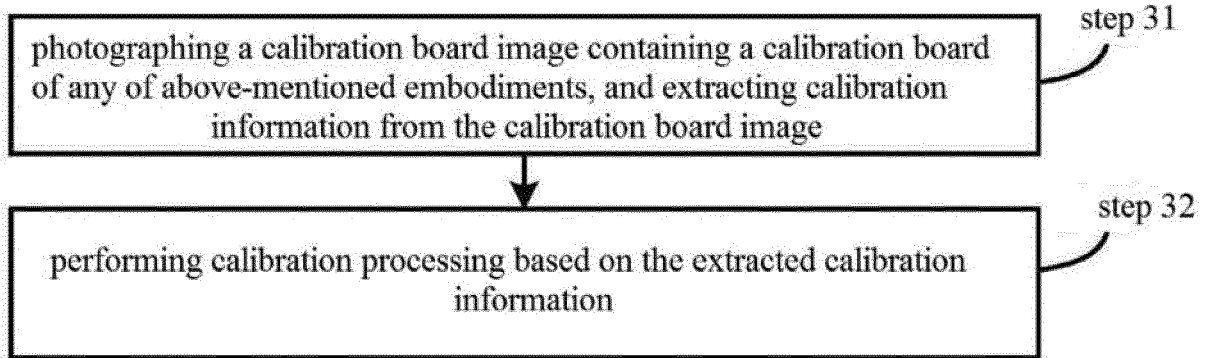 step 31
photographing a calibration board image containing a calibration board
of any of above-mentioned embodiments, and extracting calibration
information from the calibration board image
step 32
performing calibration processing based on the extracted calibration
information